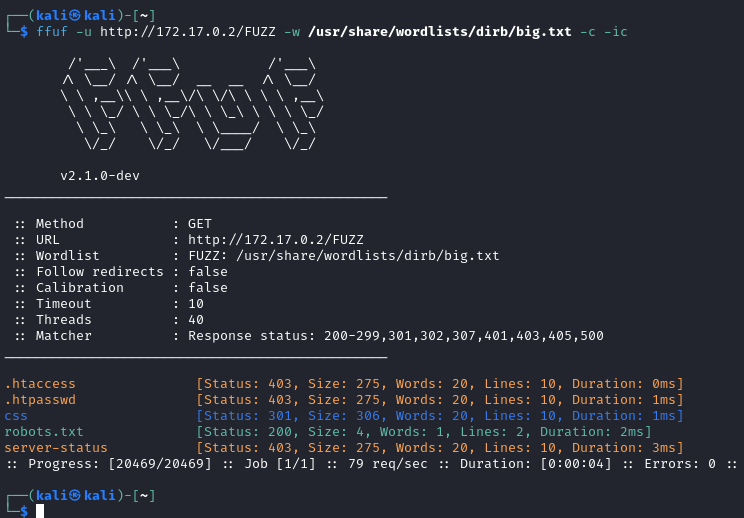 ┌──(kali㉿kali)-[~]
└─$ ffuf -u http://172.17.0.2/FUZZ -w /usr/share/wordlists/dirb/big.txt -c -ic

        /'___\  /'___\           /'___\
       /\ \__/ /\ \__/  __  __  /\ \__/
       \ \ ,__\\ \ ,__\/\ \/\ \ \ \ ,__\
        \ \ \_/ \ \ \_/\ \ \_\ \ \ \ \_/
         \ \_\   \ \_\  \ \____/  \ \_\
          \/_/    \/_/   \/___/    \/_/

       v2.1.0-dev
________________________________________________

 :: Method           : GET
 :: URL              : http://172.17.0.2/FUZZ
 :: Wordlist         : FUZZ: /usr/share/wordlists/dirb/big.txt
 :: Follow redirects : false
 :: Calibration      : false
 :: Timeout          : 10
 :: Threads          : 40
 :: Matcher          : Response status: 200-299,301,302,307,401,403,405,500
________________________________________________

.htaccess               [Status: 403, Size: 275, Words: 20, Lines: 10, Duration: 0ms]
.htpasswd               [Status: 403, Size: 275, Words: 20, Lines: 10, Duration: 1ms]
css                     [Status: 301, Size: 306, Words: 20, Lines: 10, Duration: 1ms]
robots.txt              [Status: 200, Size: 4, Words: 1, Lines: 2, Duration: 2ms]
server-status           [Status: 403, Size: 275, Words: 20, Lines: 10, Duration: 3ms]
:: Progress: [20469/20469] :: Job [1/1] :: 79 req/sec :: Duration: [0:00:04] :: Errors: 0 ::

┌──(kali㉿kali)-[~]
└─$